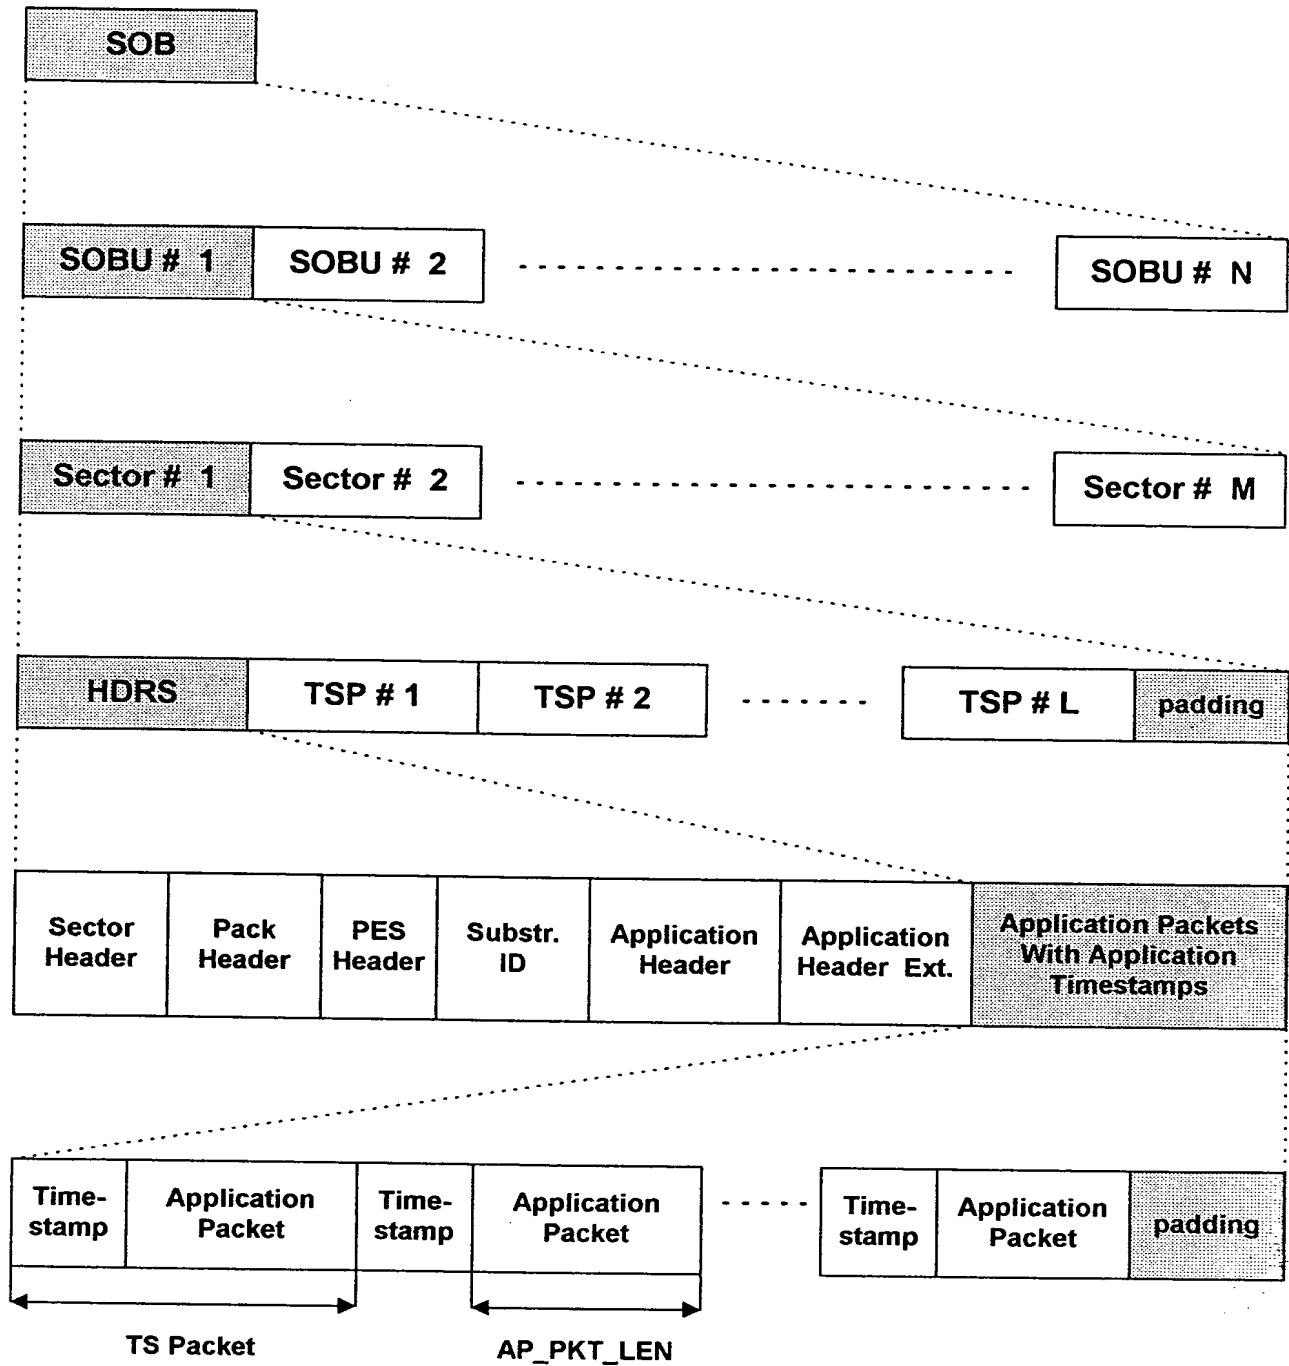 SOB
SOBU # 1
SOBU # 2
SOBU # N
Sector # 1
Sector # 2
Sector # M
HDRS
TSP # 1
TSP # 2
TSP # L
padding
Sector
Header
Pack
Header
PES
Header
Substr.
ID
Application
Header
Application
Header Ext.
Application Packets
With Application
Timestamps
Time-
stamp
Application
Packet
Time-
stamp
Application
Packet
Time-
stamp
Application
Packet
padding
TS Packet
AP_PKT_LEN